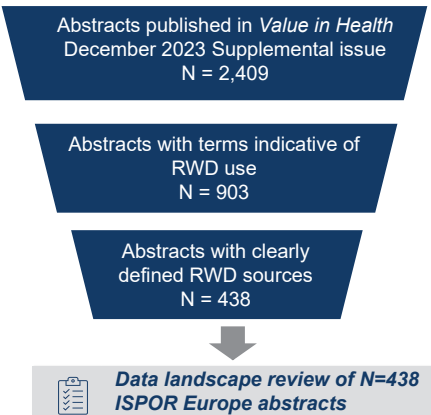 Abstracts published in Value in Health
December 2023 Supplemental issue
N = 2,409
Abstracts with terms indicative of
RWD use
N = 903
Abstracts with clearly
defined RWD sources
N = 438
Data landscape review of N=438
ISPOR Europe abstracts